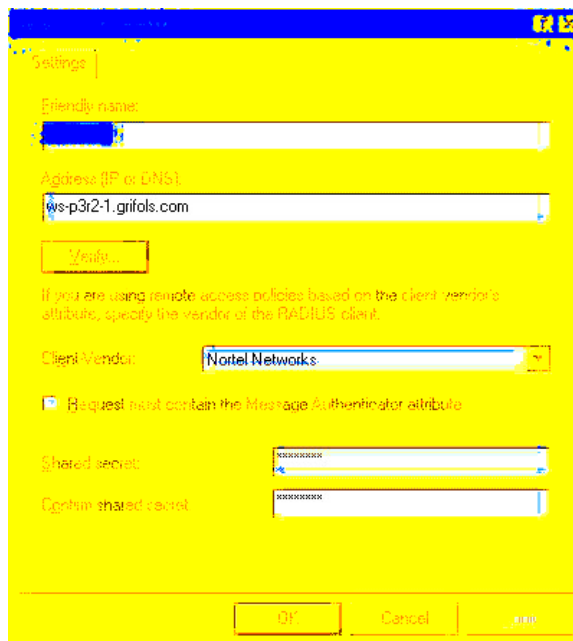 Settings
Friendly name:
Address (IP or DNS):
ws-p3r2-1.grifols.com
Verify...
If you are using remote access policies based on the client vendor's
attribute, specify the vendor of the RADIUS client.
Client-Vendor:
Nortel Networks
Request must contain the Message Authenticator attribute
Shared secret:
xxxxxxxx
Confirm shared secret:
xxxxxxxx
OK
Cancel